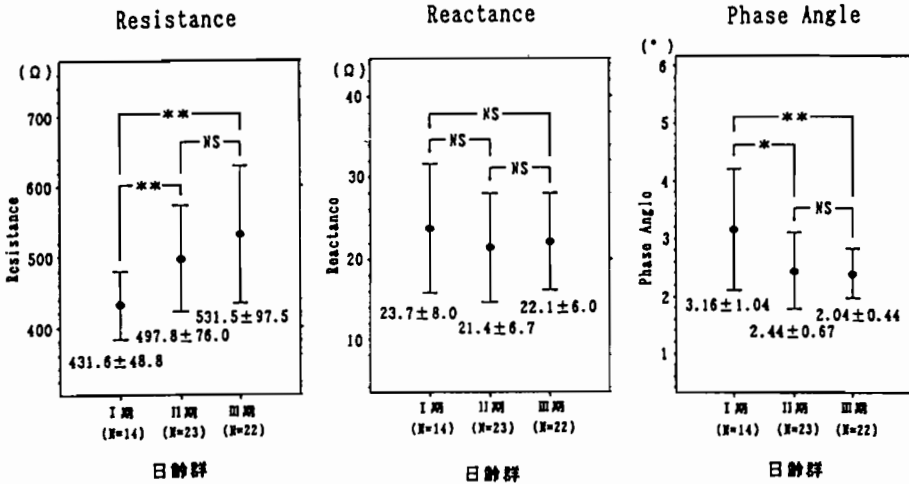 Resistance
Reactance
Phase Angle
(Ω)
700
600
500
400
Resistance
**
NS
**
431.6±48.8
497.8±76.0
531.5±97.5
I期
II期
III期
(N=14)
(N=23)
(N=22)
日齢群
(Ω)
40
30
20
10
Reactance
NS
NS
NS
23.7±8.0
21.4±6.7
22.1±6.0
I期
II期
III期
(N=14)
(N=23)
(N=22)
日齢群
(°)
6
5
4
3
2
1
Phase Angle
**
*
NS
3.16±1.04
2.44±0.67
2.04±0.44
I期
II期
III期
(N=14)
(N=23)
(N=22)
日齢群